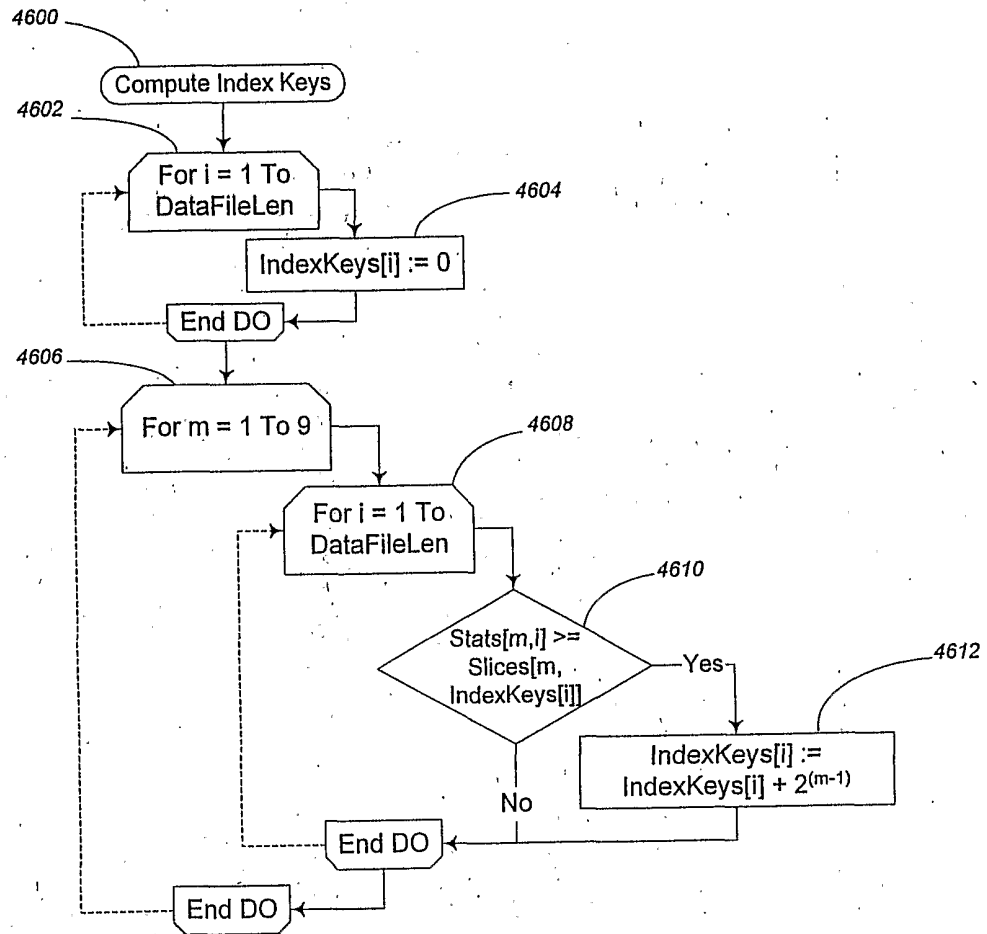 4600
Compute Index Keys
4602
For i = 1 To
DataFileLen
4604
IndexKeys[i] := 0
End DO
4606
For m = 1 To 9
4608
For i = 1 To
DataFileLen
4610
Stats[m,i] >=
Slices[m,
IndexKeys[i]]
Yes
4612
IndexKeys[i] :=
IndexKeys[i] + 2^(m-1)
No
End DO
End DO